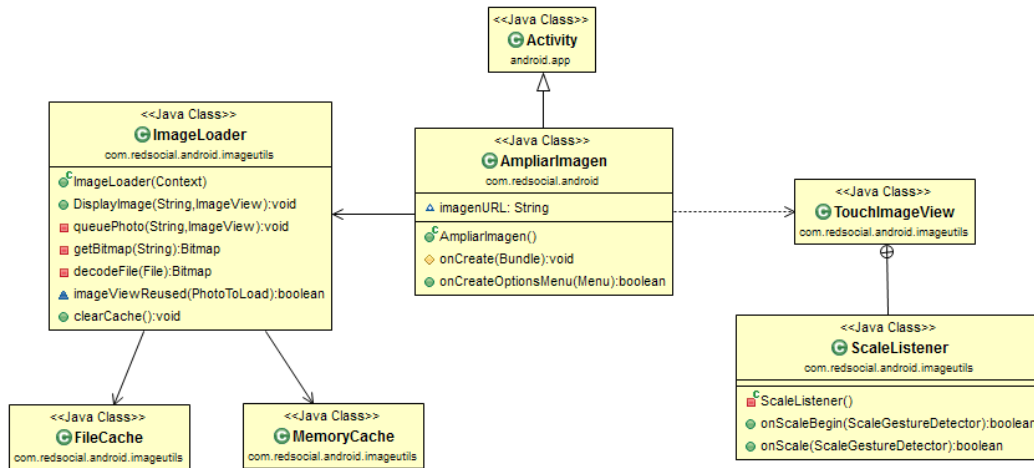 <<Java Class>>
Activity
android.app
<<Java Class>>
ImageLoader
com.redsocial.android.imageutils
ImageLoader(Context)
DisplayImage(String,ImageView):void
queuePhoto(String,ImageView):void
getBitmap(String):Bitmap
decodeFile(File):Bitmap
imageViewReused(PhotoToLoad):boolean
clearCache():void
<<Java Class>>
AmpliarImagen
com.redsocial.android
imagenURL: String
AmpliarImagen()
onCreate(Bundle):void
onCreateOptionsMenu(Menu):boolean
<<Java Class>>
TouchImageView
com.redsocial.android.imageutils
<<Java Class>>
ScaleListener
com.redsocial.android.imageutils
ScaleListener()
onScaleBegin(ScaleGestureDetector):boolean
onScale(ScaleGestureDetector):boolean
<<Java Class>>
FileCache
com.redsocial.android.imageutils
<<Java Class>>
MemoryCache
com.redsocial.android.imageutils